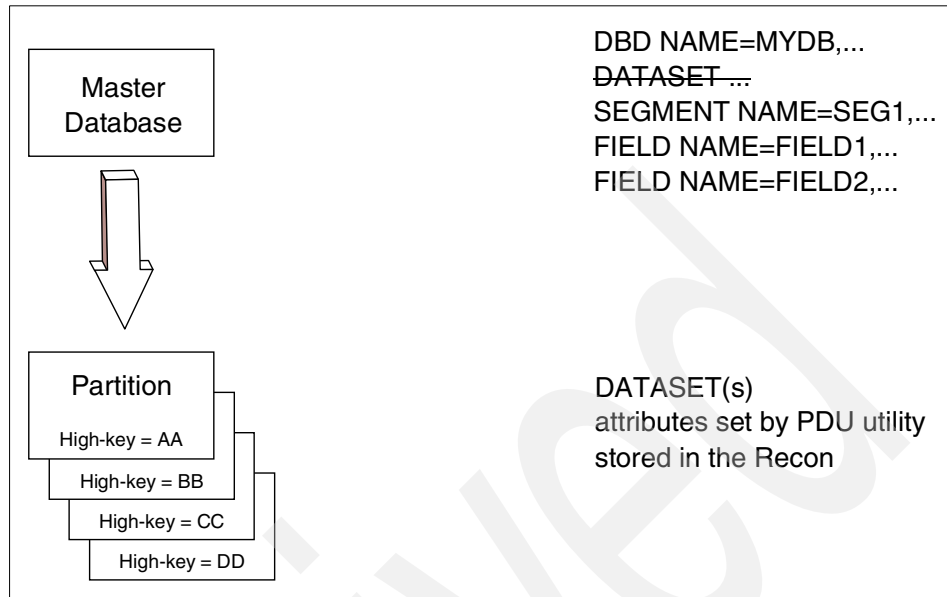 Master
Database
DBD NAME=MYDB,...
DATASET ...
SEGMENT NAME=SEG1,...
FIELD NAME=FIELD1,...
FIELD NAME=FIELD2,...
Partition
High-key = AA
High-key = BB
High-key = CC
High-key = DD
DATASET(s)
attributes set by PDU utility
stored in the Recon